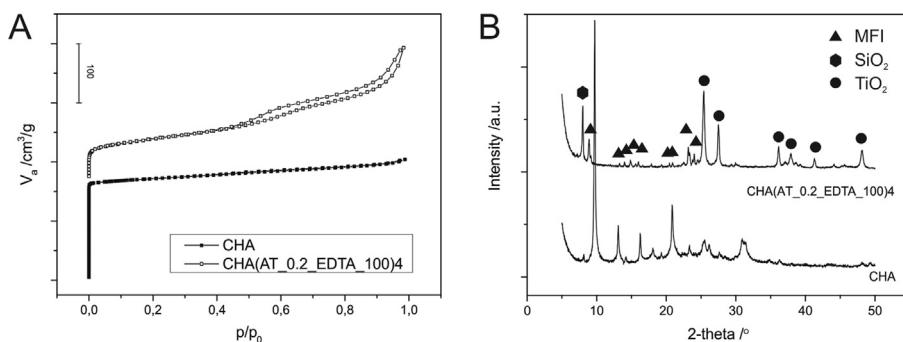 A
100
Vₐ /cm³/g
CHA
CHA(AT_0.2_EDTA_100)4
0,0 0,2 0,4 0,6 0,8 1,0
p/p₀
B
MFI
SiO₂
TiO₂
Intensity /a.u.
CHA(AT_0.2_EDTA_100)4
CHA
0 10 20 30 40 50
2-theta /°